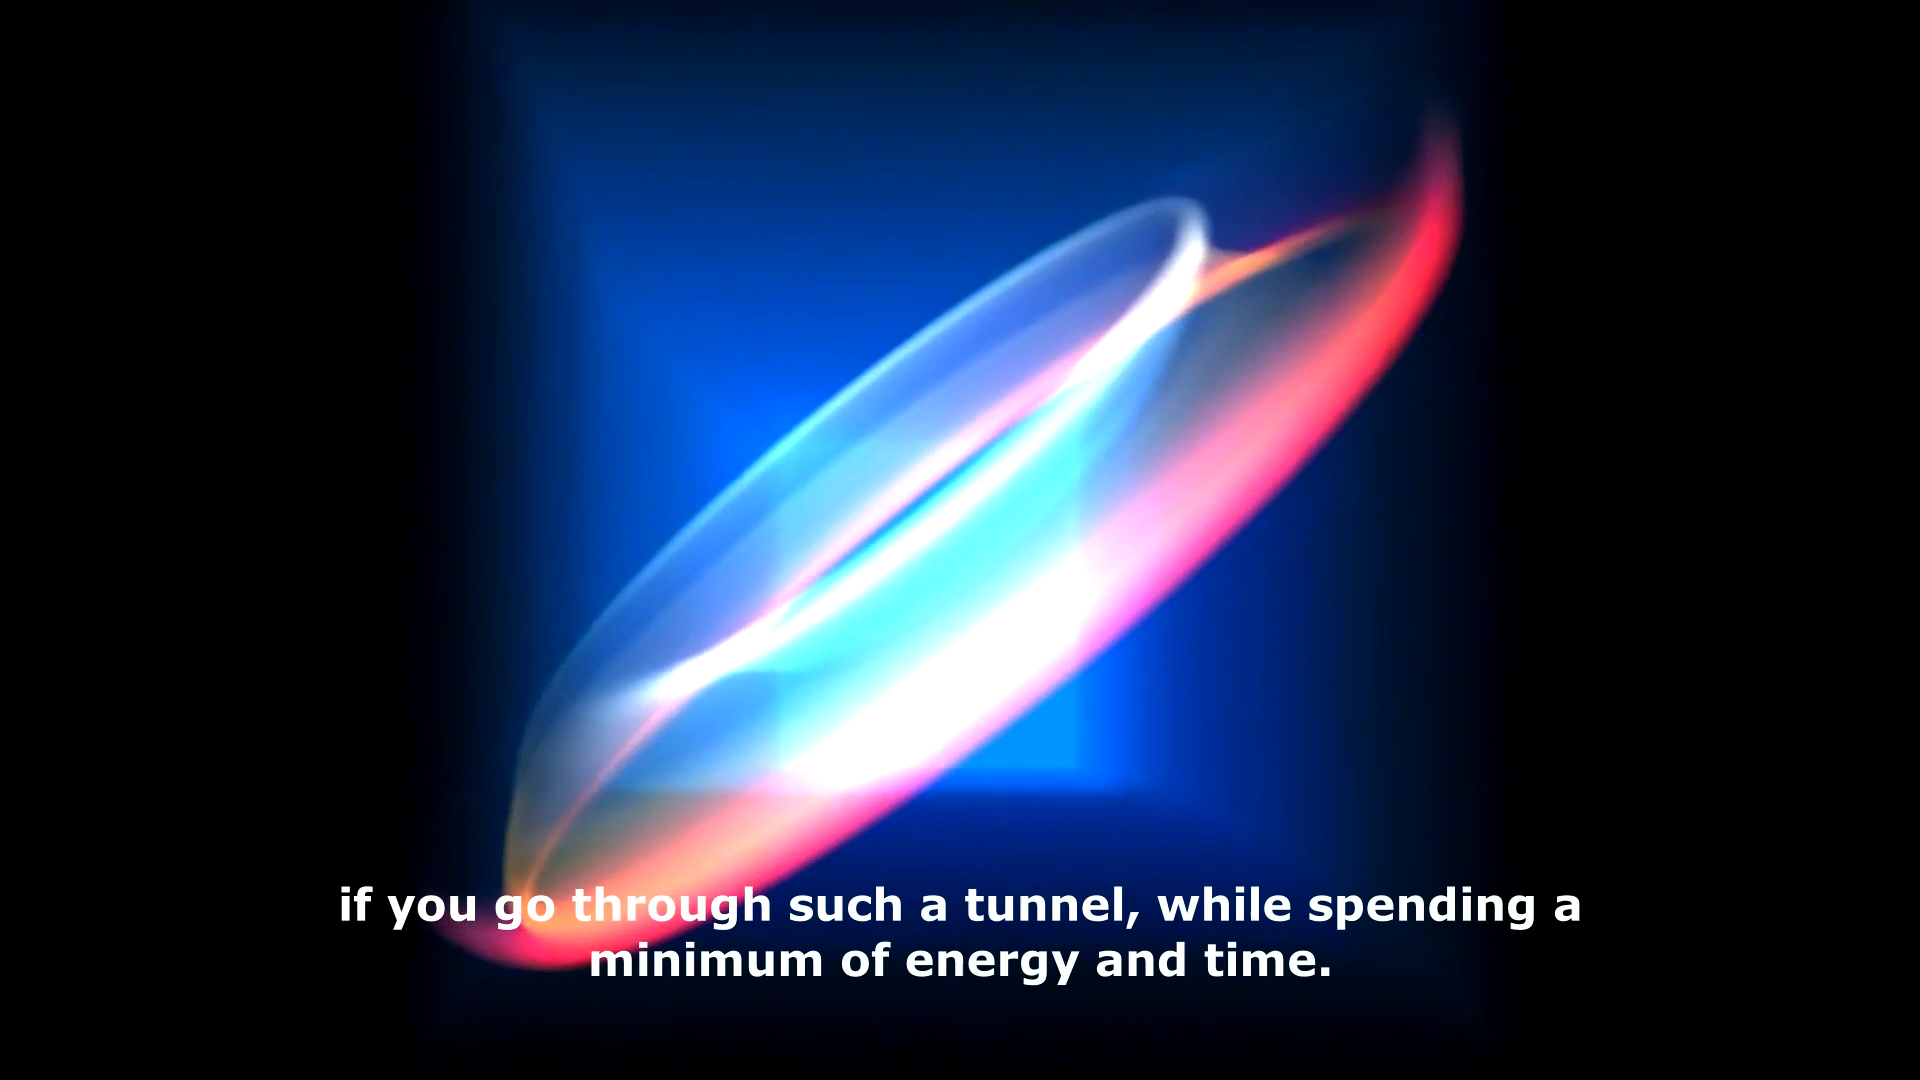 if you go through such a tunnel, while spending a
minimum of energy and time.